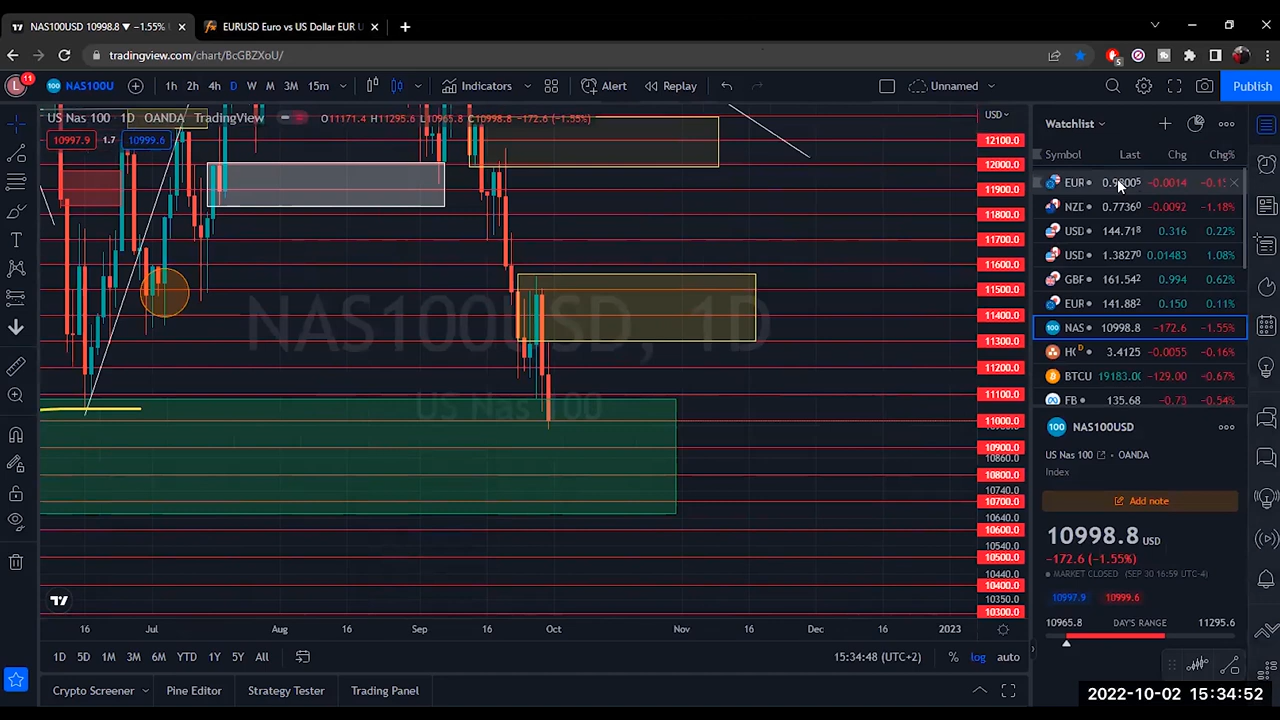 NAS100USD 10998.8 ▼ −1.55%
EURUSD Euro vs US Dollar EUR U
tradingview.com/chart/BcGBZXoU/
5
L 11 NAS100U 1h 2h 4h D W M 3M 15m Indicators Alert Replay Unnamed Publish
US Nas 100 · 1D · OANDA · TradingView O11171.4 H11295.6 L10965.8 C10998.8 −172.6 (−1.55%)
10997.9 1.7 10999.6
NAS100USD, 1D
US Nas 100
USD
12100.0
12000.0
11900.0
11800.0
11700.0
11600.0
11500.0
11400.0
11300.0
11200.0
11100.0
11000.0
10900.0
10860.0
10800.0
10740.0
10700.0
10640.0
10600.0
10540.0
10500.0
10440.0
10400.0
10350.0
10300.0
16 Jul Aug 16 Sep 16 Oct Nov 16 Dec 16 2023
1D 5D 1M 3M 6M YTD 1Y 5Y All 15:34:48 (UTC+2) % log auto
Crypto Screener Pine Editor Strategy Tester Trading Panel
Watchlist
Symbol Last Chg Chg%
EUR −0.0014 −0.15
NZD 0.77360 −0.0092 −1.18%
USD 144.718 0.316 0.22%
USD 1.38270 0.01483 1.08%
GBF 161.542 0.994 0.62%
EUR 141.882 0.150 0.11%
NAS 10998.8 −172.6 −1.55%
3.4125 −0.0055 −0.16%
BTCU 19183.00 −129.00 −0.67%
FB 135.68 −0.73 −0.54%
100 NAS100USD
US Nas 100 OANDA
Index
Add note
10998.8 USD
−172.6 (−1.55%)
MARKET CLOSED (SEP 30 16:59 UTC-4)
10997.9 10999.6
10965.8 DAY'S RANGE 11295.6
2022-10-02 15:34:52